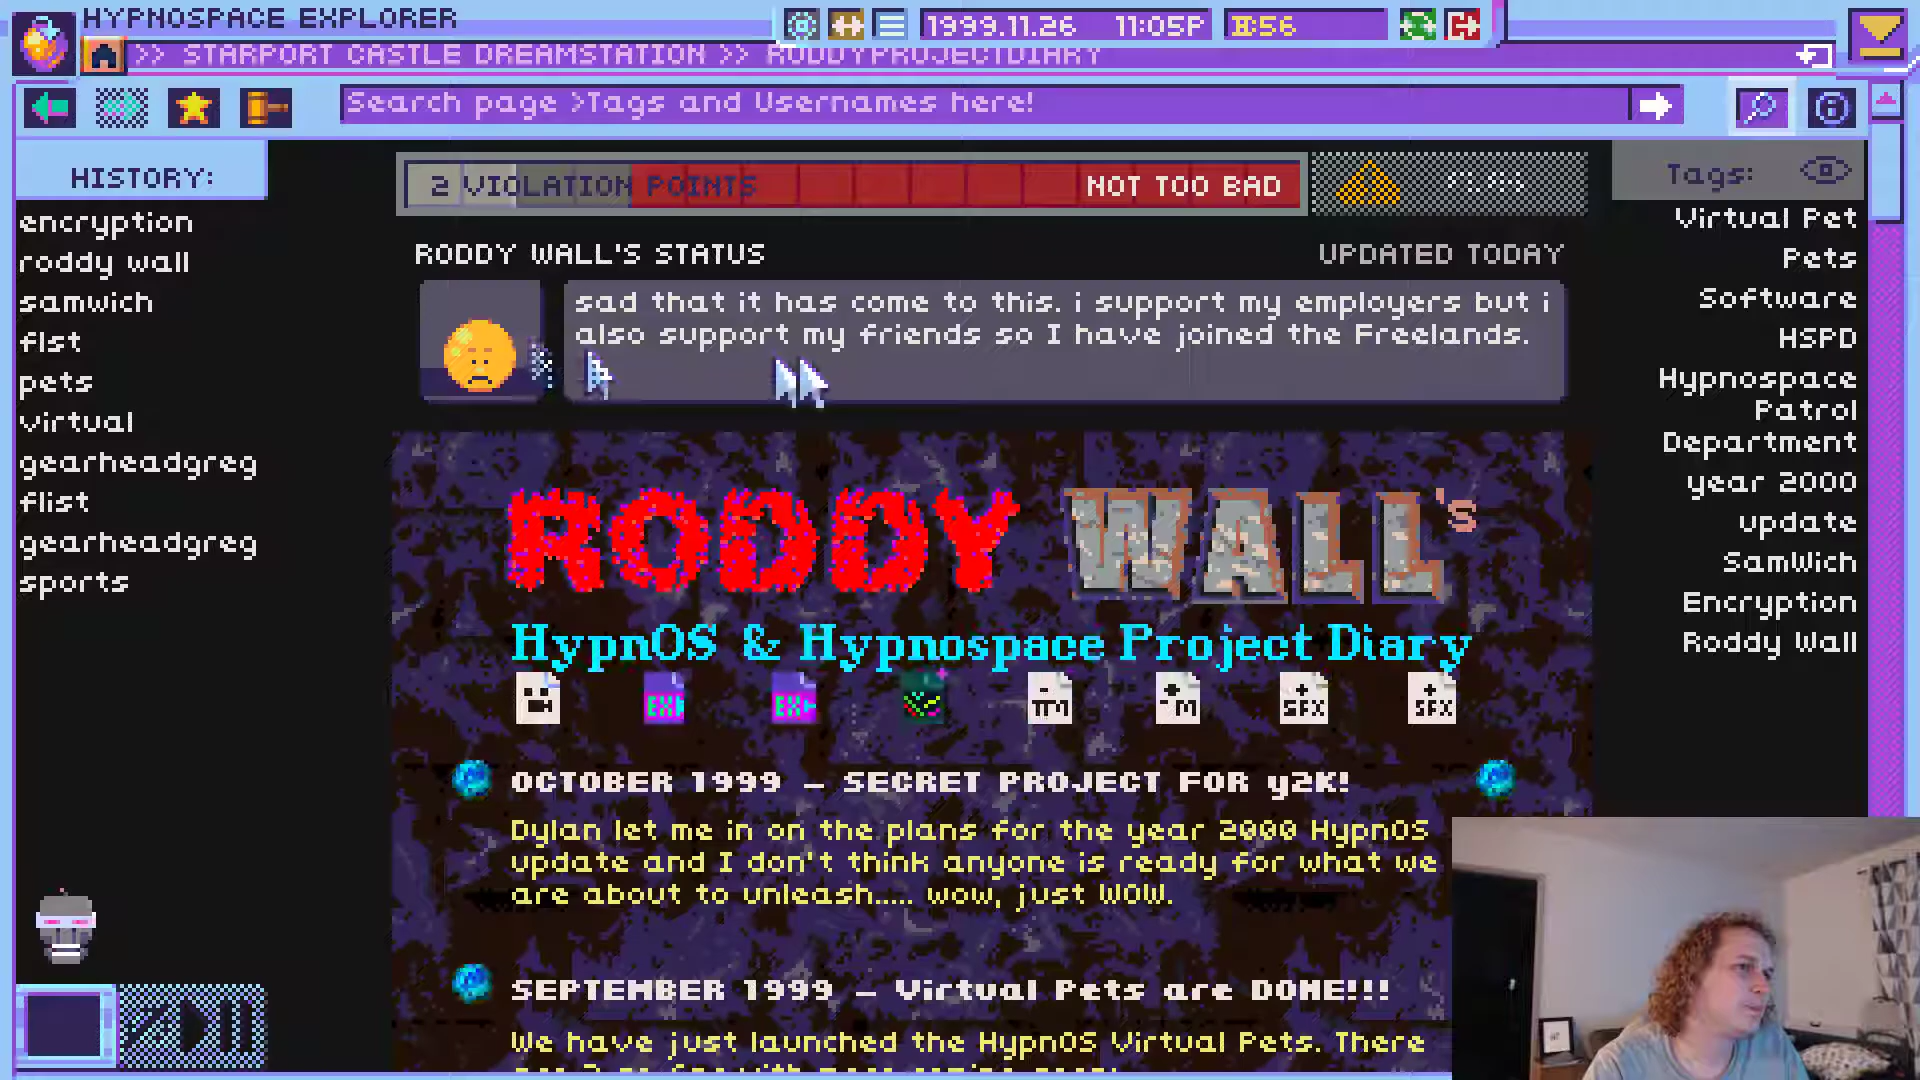 HYPNOSPACE EXPLORER
1999.11.26 11:05P
56
>> STARPORT CASTLE DREAMSTATION >> RODDYPROJECTDIARY
Search page >Tags and Usernames here!
HISTORY:
encryption
roddy wall
samwich
flst
pets
virtual
gearheadgreg
flist
gearheadgreg
sports
2 VIOLATION POINTS
NOT TOO BAD
RODDY WALL'S STATUS
UPDATED TODAY
sad that it has come to this. i support my employers but i
also support my friends so I have joined the Freelands.
RODDY WALL's
HypnOS & Hypnospace Project Diary
EXE
EXE
SFX
SFX
OCTOBER 1999 – SECRET PROJECT FOR y2K!
Dylan let me in on the plans for the year 2000 HypnOS
update and I don't think anyone is ready for what we
are about to unleash..... wow, just WOW.
SEPTEMBER 1999 – Virtual Pets are DONE!!!
We have just launched the HypnOS Virtual Pets. There
Tags:
Virtual Pet
Pets
Software
HSPD
Hypnospace
Patrol
Department
year 2000
update
SamWich
Encryption
Roddy Wall